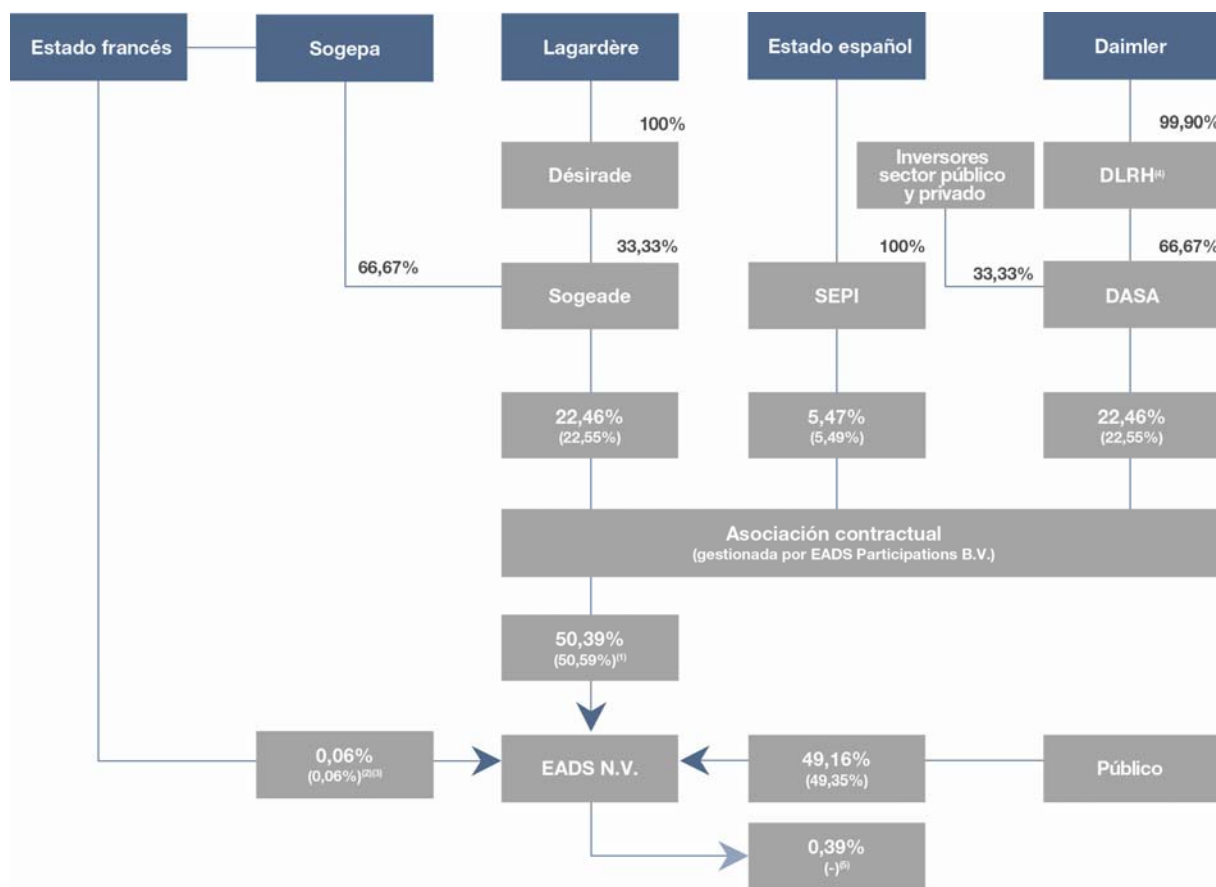 Estado francés
Sogepa
Lagardère
Estado español
Daimler
100%
99,90%
Désirade
Inversores
sector público
y privado
DLRH(4)
33,33%
100%
66,67%
66,67%
33,33%
Sogeade
SEPI
DASA
22,46%
(22,55%)
5,47%
(5,49%)
22,46%
(22,55%)
Asociación contractual
(gestionada por EADS Participations B.V.)
50,39%
(50,59%)(1)
0,06%
(0,06%)(2)(3)
EADS N.V.
49,16%
(49,35%)
Público
0,39%
(-)(5)